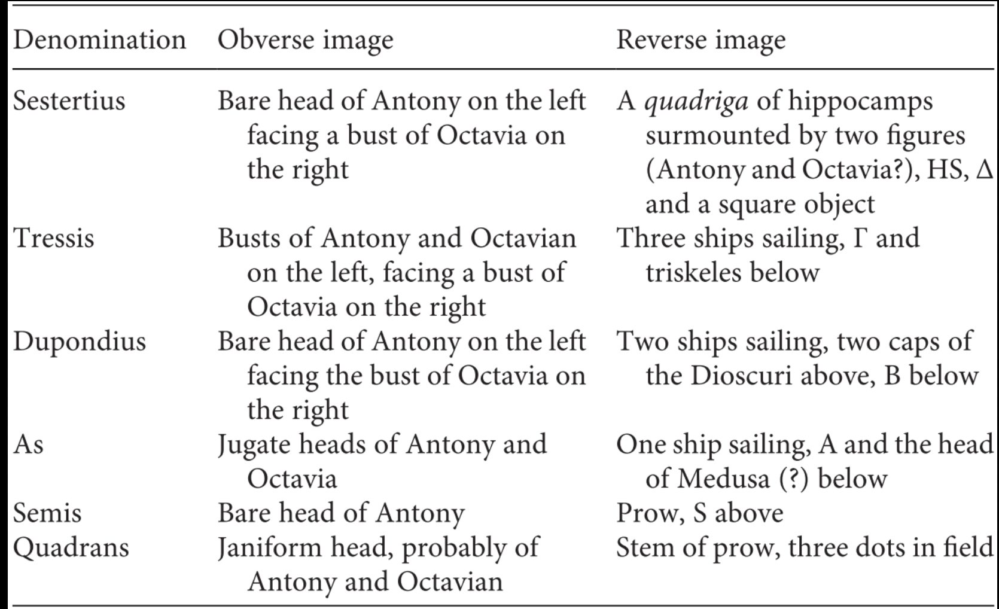 Denomination Obverse image Reverse image
Sestertius Bare head of Antony on the left A quadriga of hippocamps
facing a bust of Octavia on surmounted by two figures
the right (Antony and Octavia?), HS, Δ
and a square object
Tressis Busts of Antony and Octavian Three ships sailing, Γ and
on the left, facing a bust of triskeles below
Octavia on the right
Dupondius Bare head of Antony on the left Two ships sailing, two caps of
facing the bust of Octavia on the Dioscuri above, B below
the right
As Jugate heads of Antony and One ship sailing, A and the head
Octavia of Medusa (?) below
Semis Bare head of Antony Prow, S above
Quadrans Janiform head, probably of Stem of prow, three dots in field
Antony and Octavian